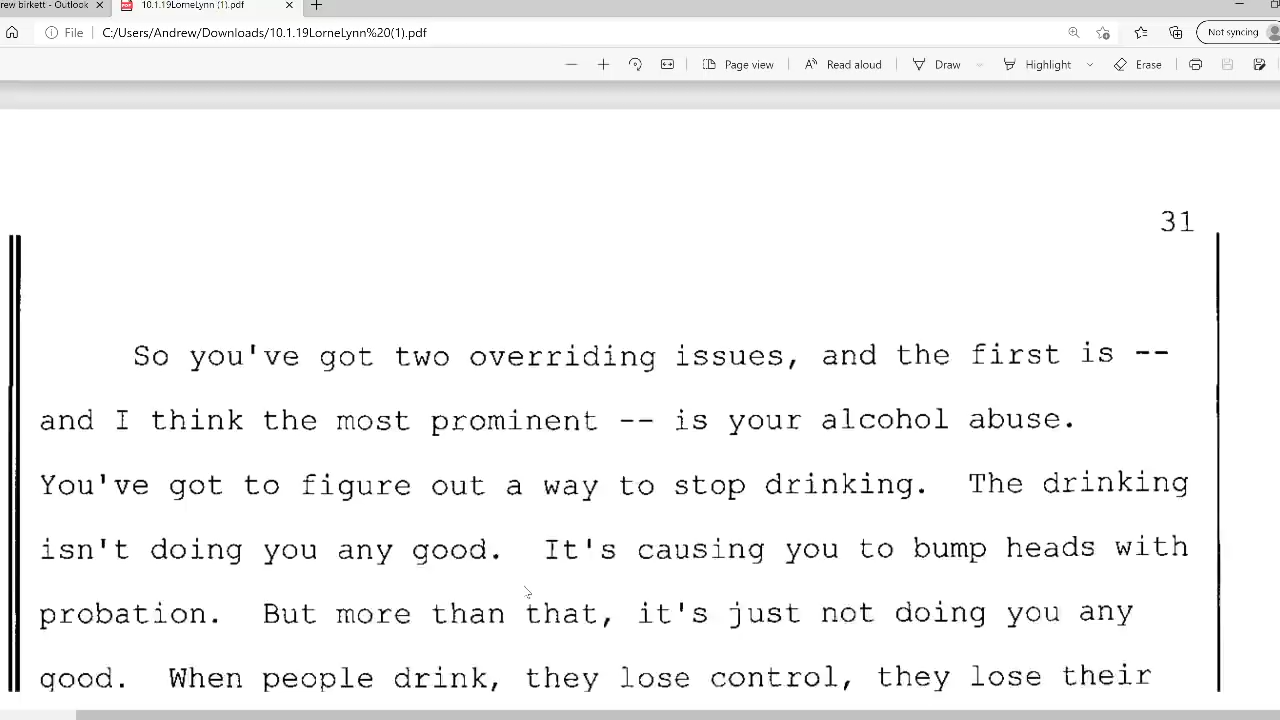 rew birkett - Outlook
10.1.19LorneLynn (1).pdf
File
C:/Users/Andrew/Downloads/10.1.19LorneLynn%20(1).pdf
Not syncing
Page view
Read aloud
Draw
Highlight
Erase
31
So you've got two overriding issues, and the first is --
and I think the most prominent -- is your alcohol abuse.
You've got to figure out a way to stop drinking. The drinking
isn't doing you any good. It's causing you to bump heads with
probation. But more than that, it's just not doing you any
good. When people drink, they lose control, they lose their